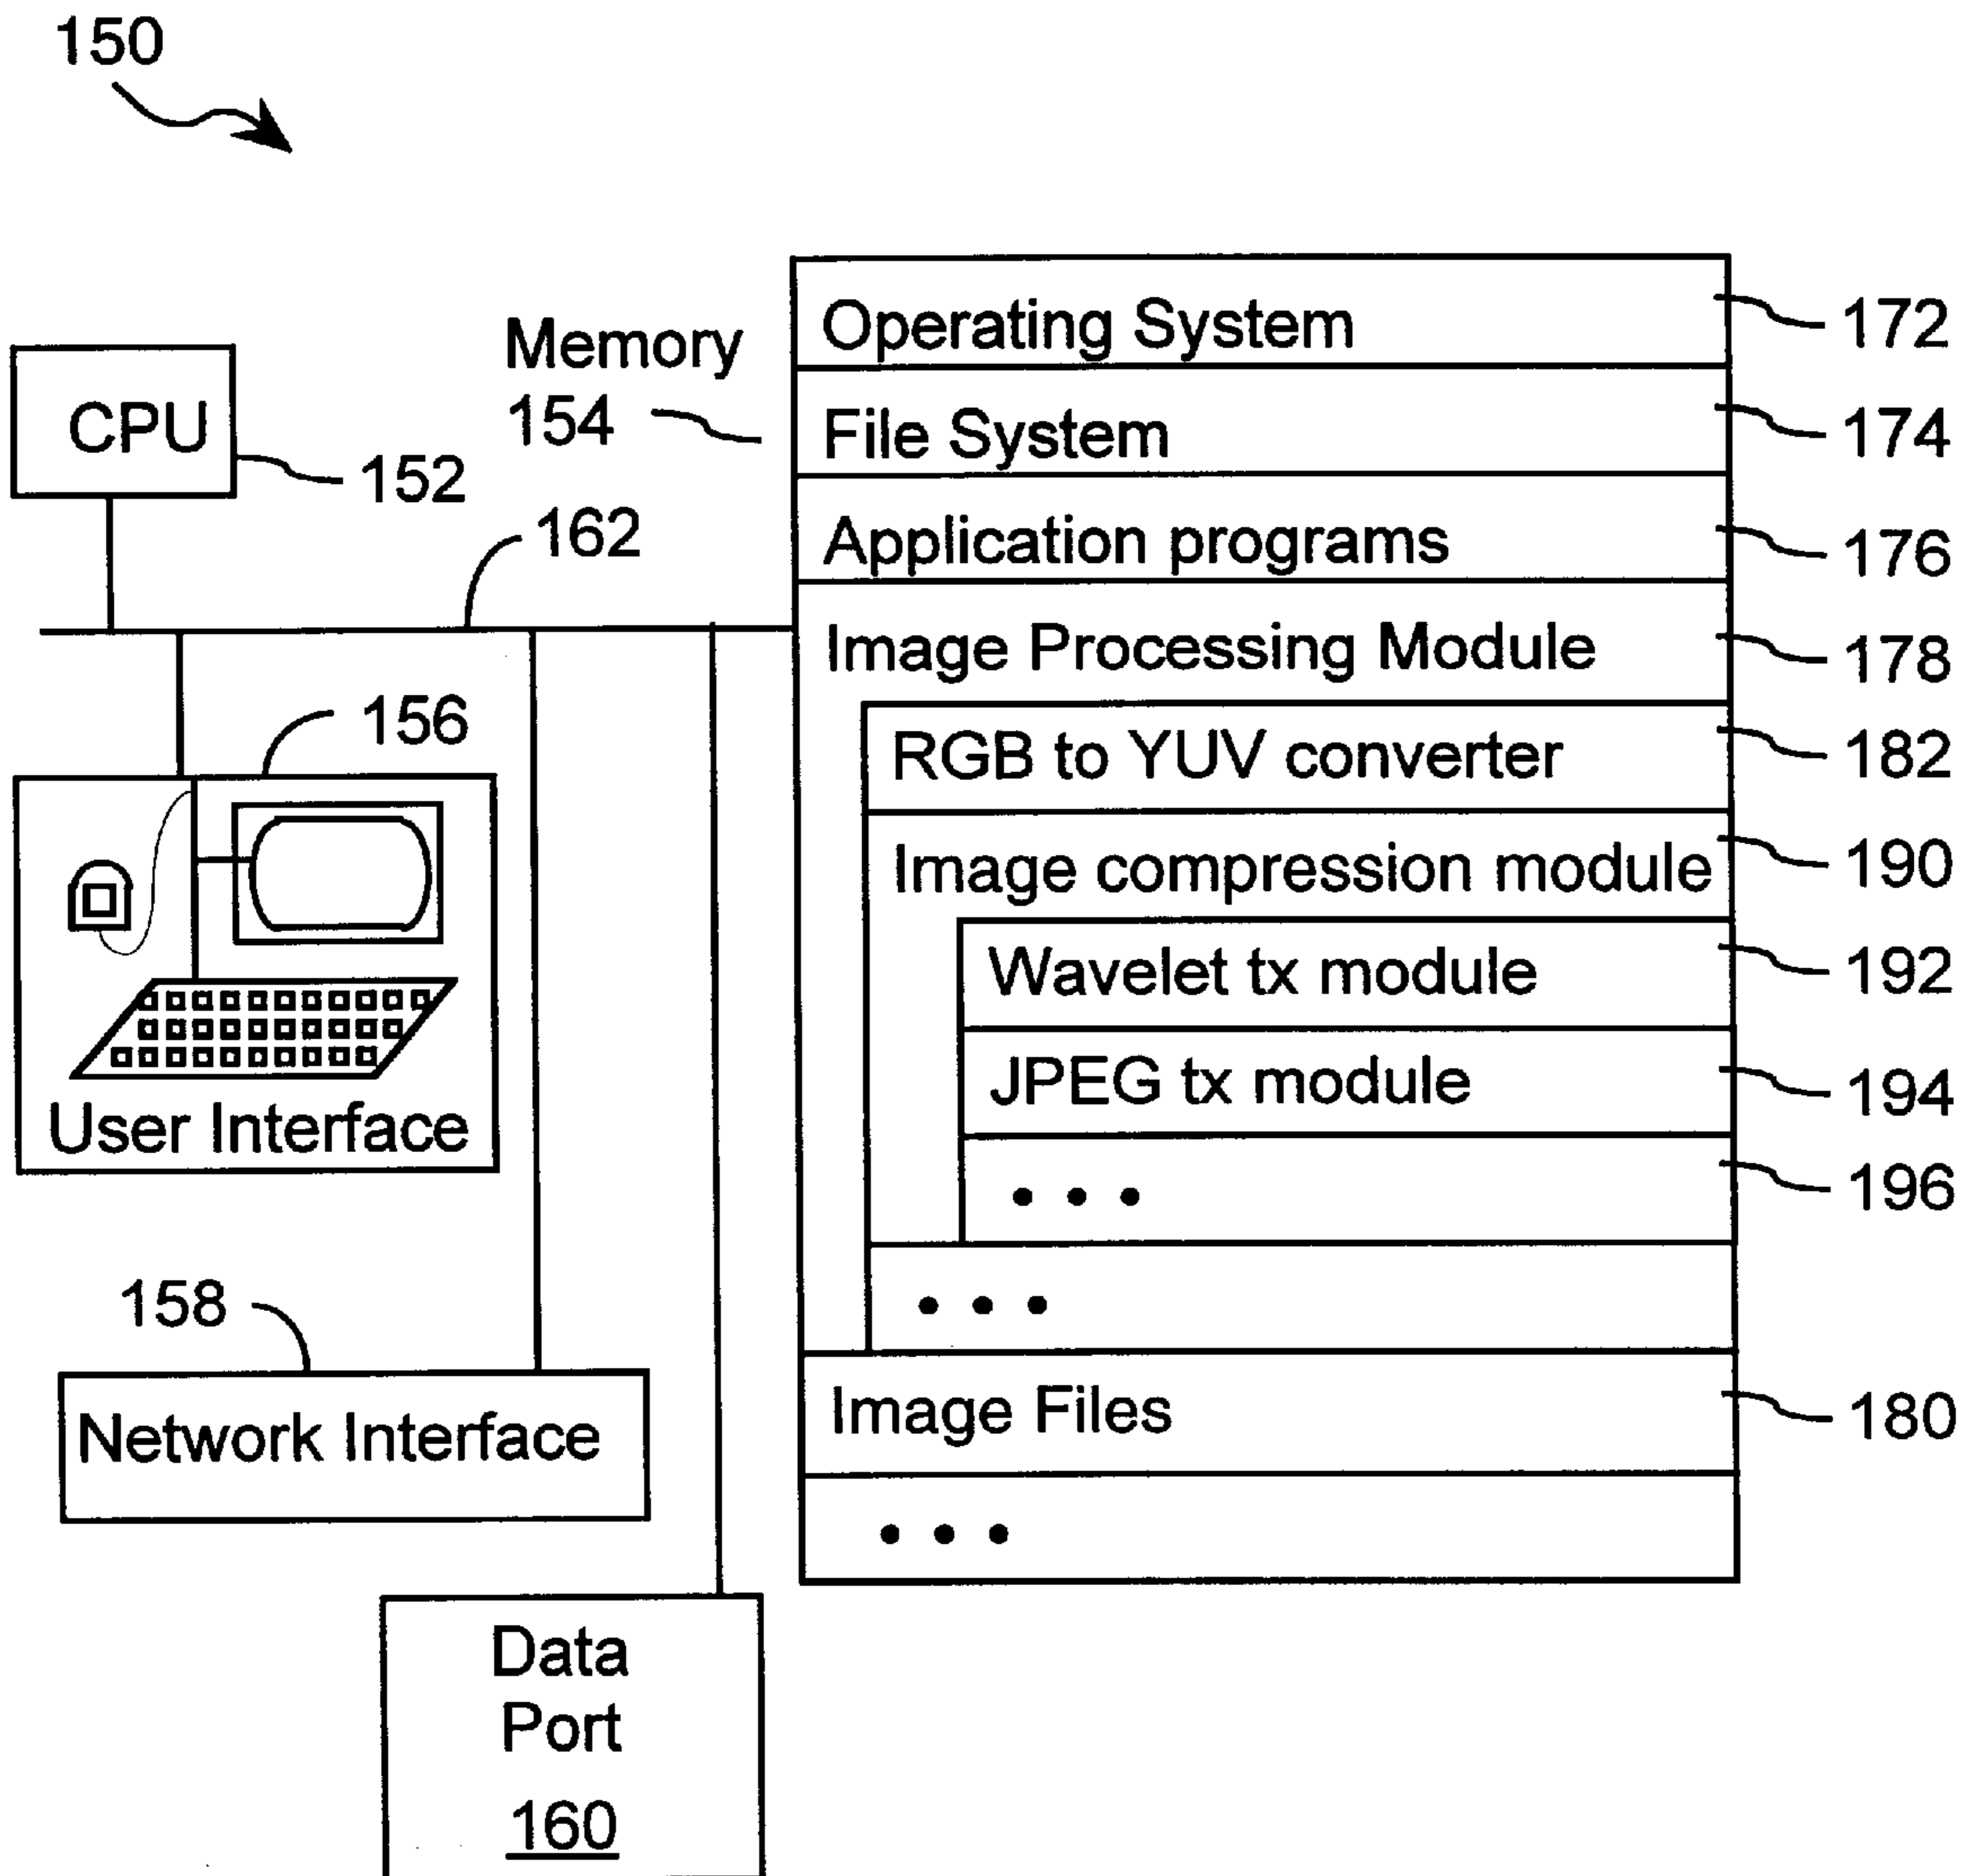 150
Memory
154
CPU
152
162
156
User Interface
158
Network Interface
Data
Port
160
Operating System 172
File System 174
Application programs 176
Image Processing Module 178
RGB to YUV converter 182
Image compression module 190
Wavelet tx module 192
JPEG tx module 194
• • • 196
• • •
Image Files 180
• • •